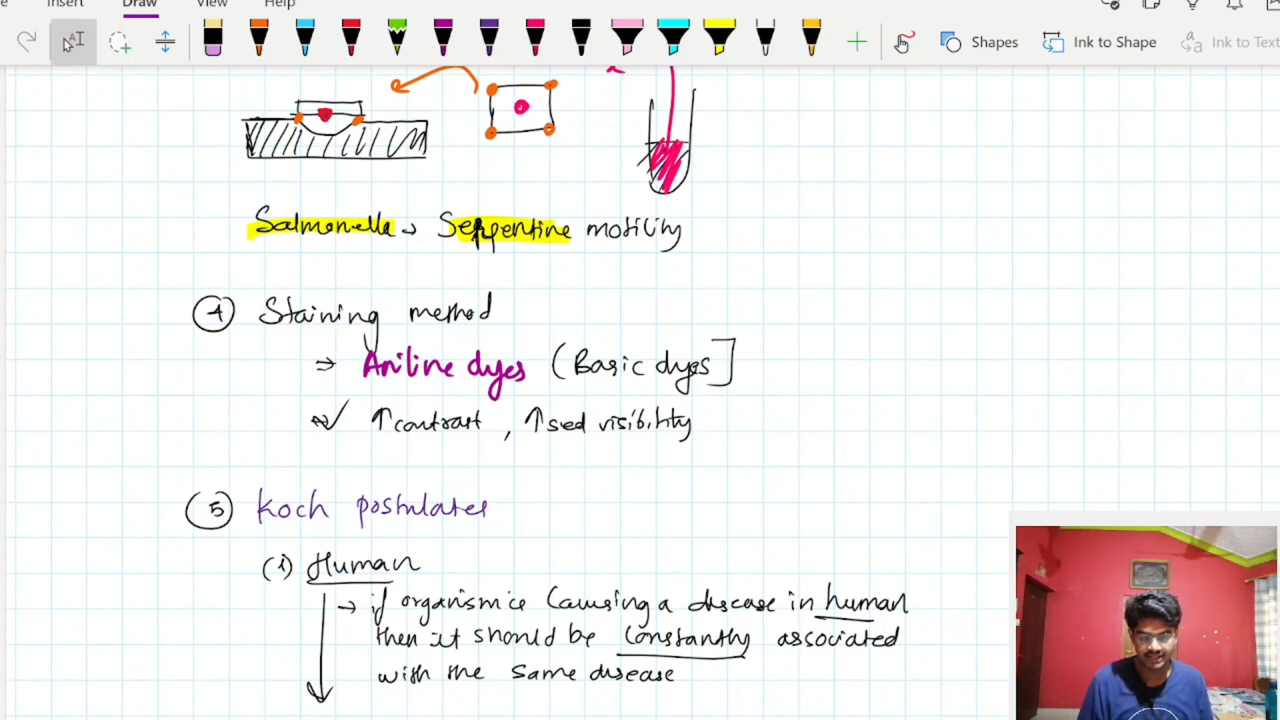 Insert Draw View Help
Shapes Ink to Shape Ink to Text
Salmonella → Serpentine motility
④ Staining method
⇒ Aniline dyes (Basic dyes]
↑contrast, ↑sed visibility
⑤ Koch postulates
(i) Human
→ if organism is causing a disease in human
then it should be constantly associated
with the same disease